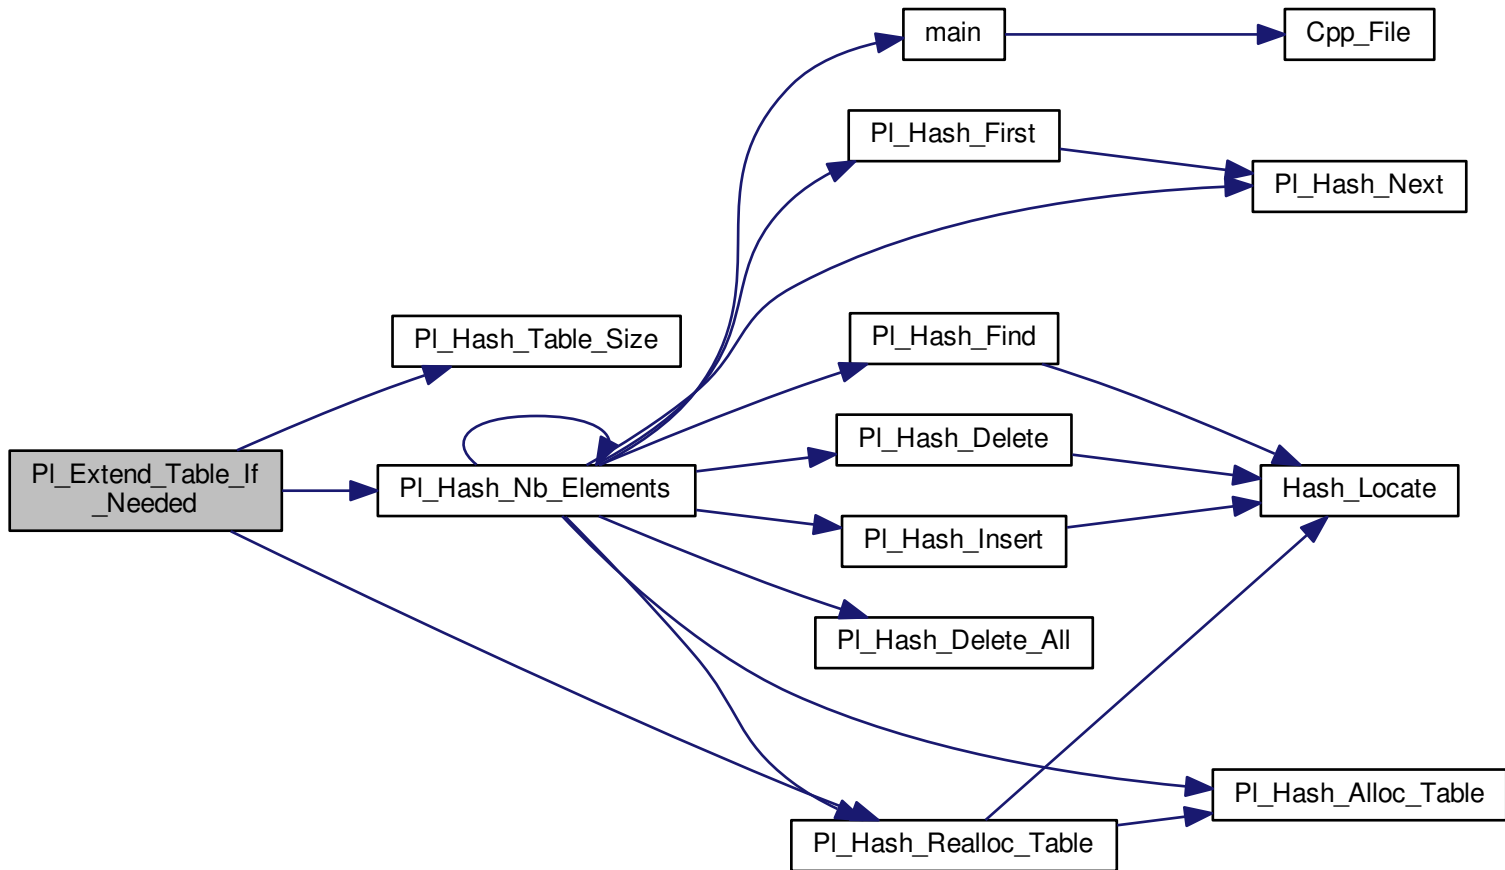 main
Cpp_File
Pl_Hash_First
Pl_Hash_Next
Pl_Hash_Table_Size
Pl_Hash_Find
Pl_Hash_Delete
Pl_Extend_Table_If
_Needed
Pl_Hash_Nb_Elements
Hash_Locate
Pl_Hash_Insert
Pl_Hash_Delete_All
Pl_Hash_Alloc_Table
Pl_Hash_Realloc_Table